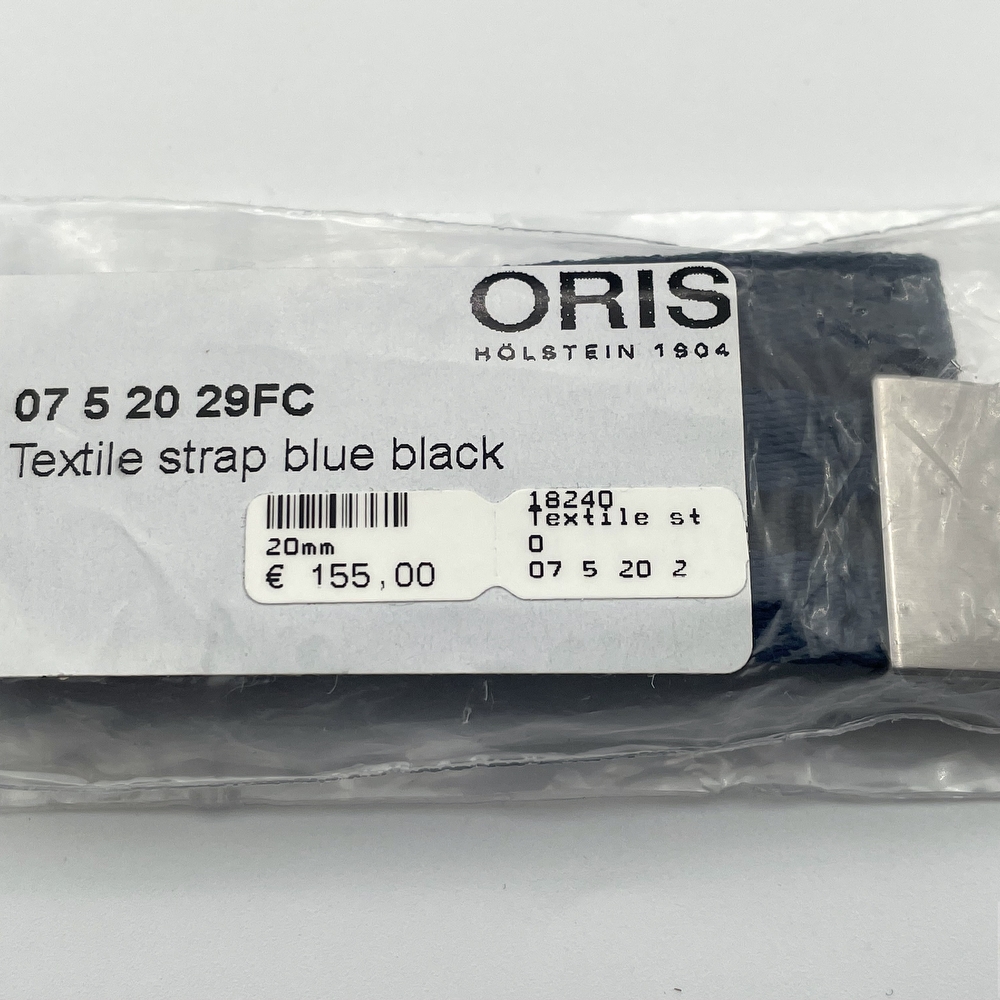 ORIS
HÖLSTEIN 1904
07 5 20 29FC
Textile strap blue black
20mm
€ 155,00
18240
Textile st
0
07 5 20 2